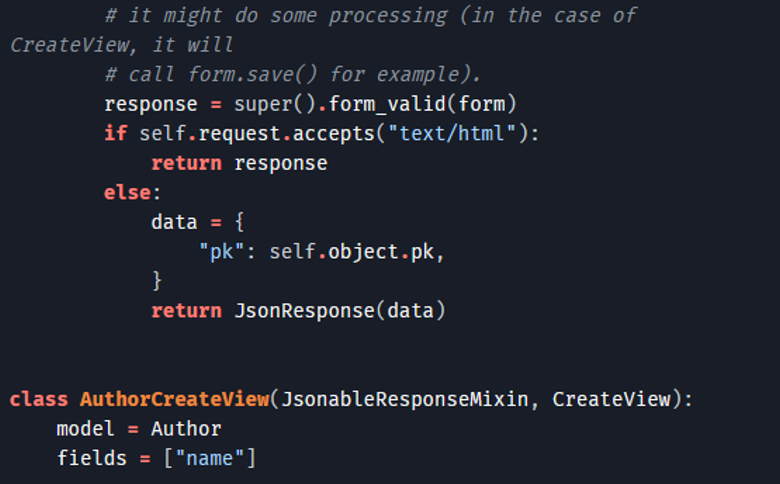 # it might do some processing (in the case of
CreateView, it will
        # call form.save() for example).
        response = super().form_valid(form)
        if self.request.accepts("text/html"):
            return response
        else:
            data = {
                "pk": self.object.pk,
            }
            return JsonResponse(data)
class AuthorCreateView(JsonableResponseMixin, CreateView):
    model = Author
    fields = ["name"]